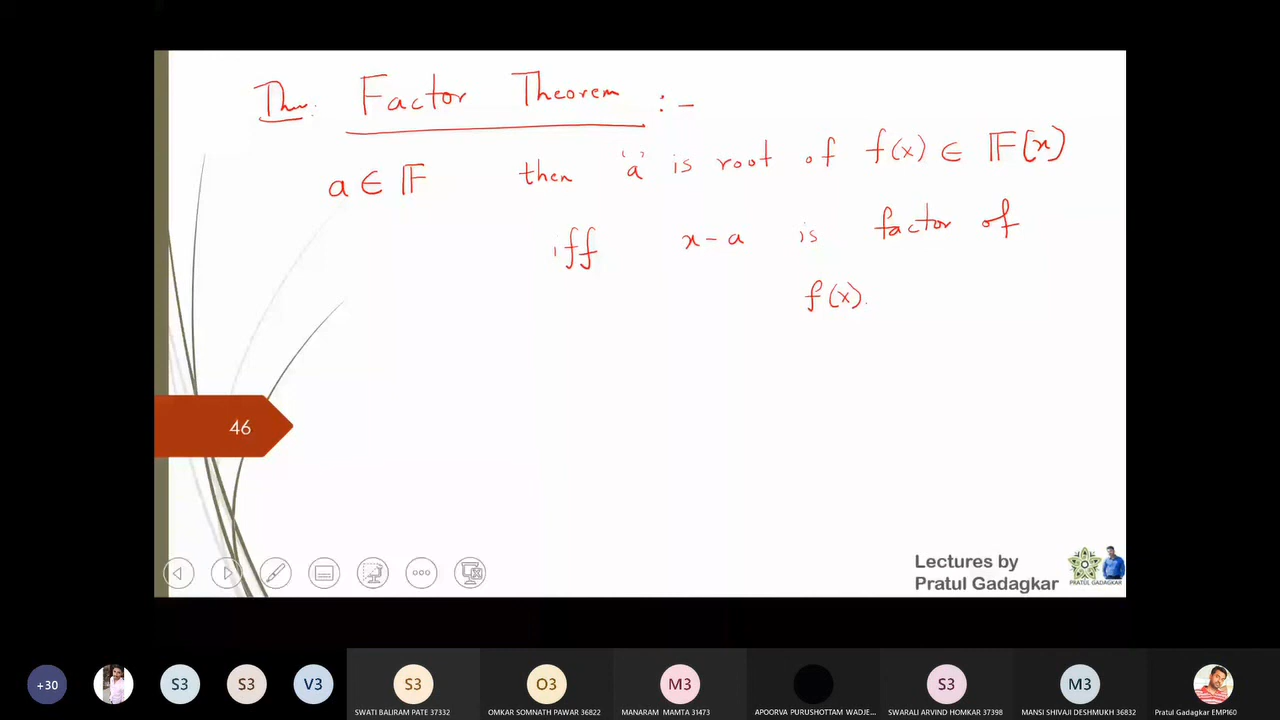 Thm: Factor Theorem :-
a ∈ 𝔽 then 'a' is root of f(x) ∈ 𝔽[x]
iff x-a is factor of
f(x).
46
Lectures by
Pratul Gadagkar
PRATUL GADAGKAR
+30 S3 S3 V3 S3 O3 M3 S3 M3
SWATI BALIRAM PATE 37332 OMKAR SOMNATH PAWAR 36822 MANARAM MAMTA 31473 APOORVA PURUSHOTTAM WADJE... SWARALI ARVIND HOMKAR 37398 MANSI SHIVAJI DESHMUKH 36832 Pratul Gadagkar EMP160